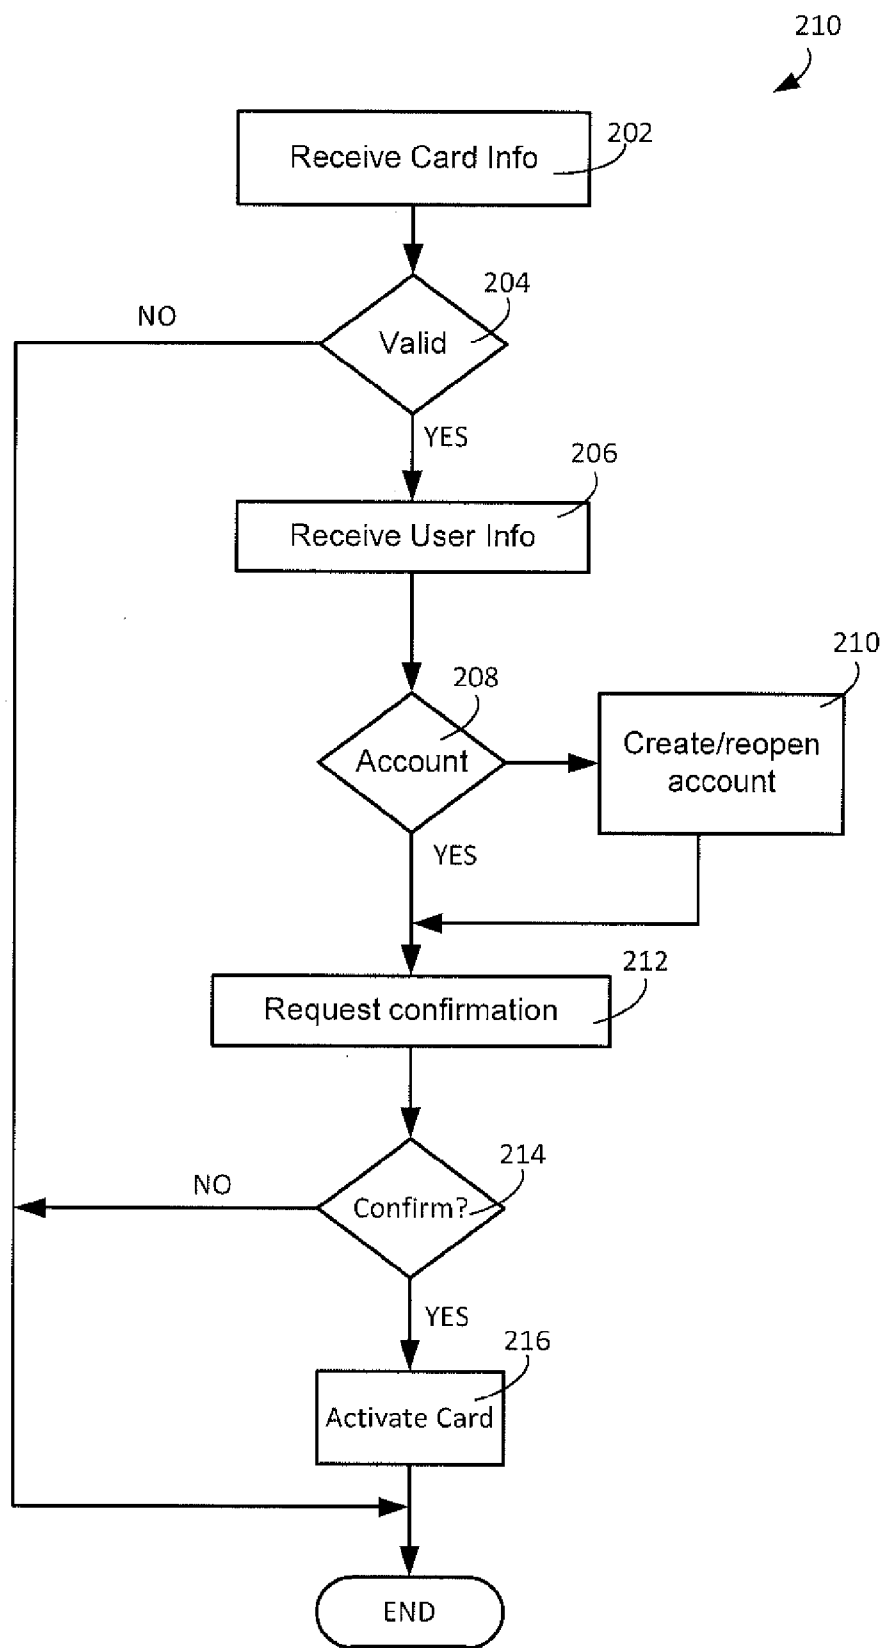 210
Receive Card Info
202
204
NO
Valid
YES
206
Receive User Info
208
210
Account
Create/reopen
account
YES
212
Request confirmation
214
NO
Confirm?
YES
216
Activate Card
END